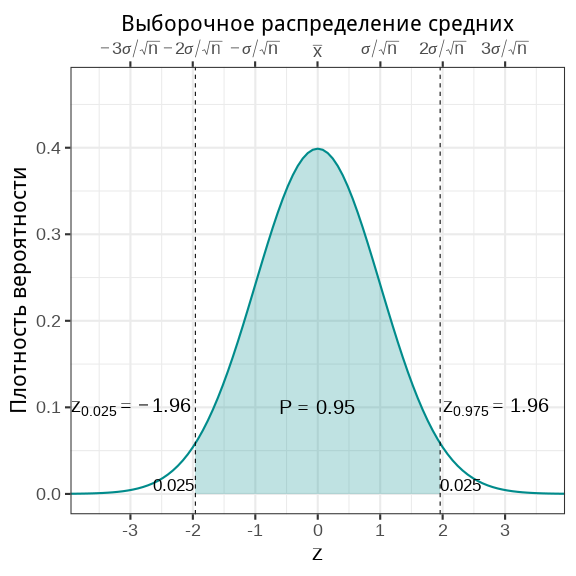 Выборочное распределение средних
−3σ/√n −2σ/√n −σ/√n x̅ σ/√n 2σ/√n 3σ/√n
Плотность вероятности
0.4
0.3
0.2
0.1
0.0
z₀.₀₂₅ = −1.96
P = 0.95
z₀.₉₇₅ = 1.96
0.025
0.025
-3 -2 -1 0 1 2 3
z